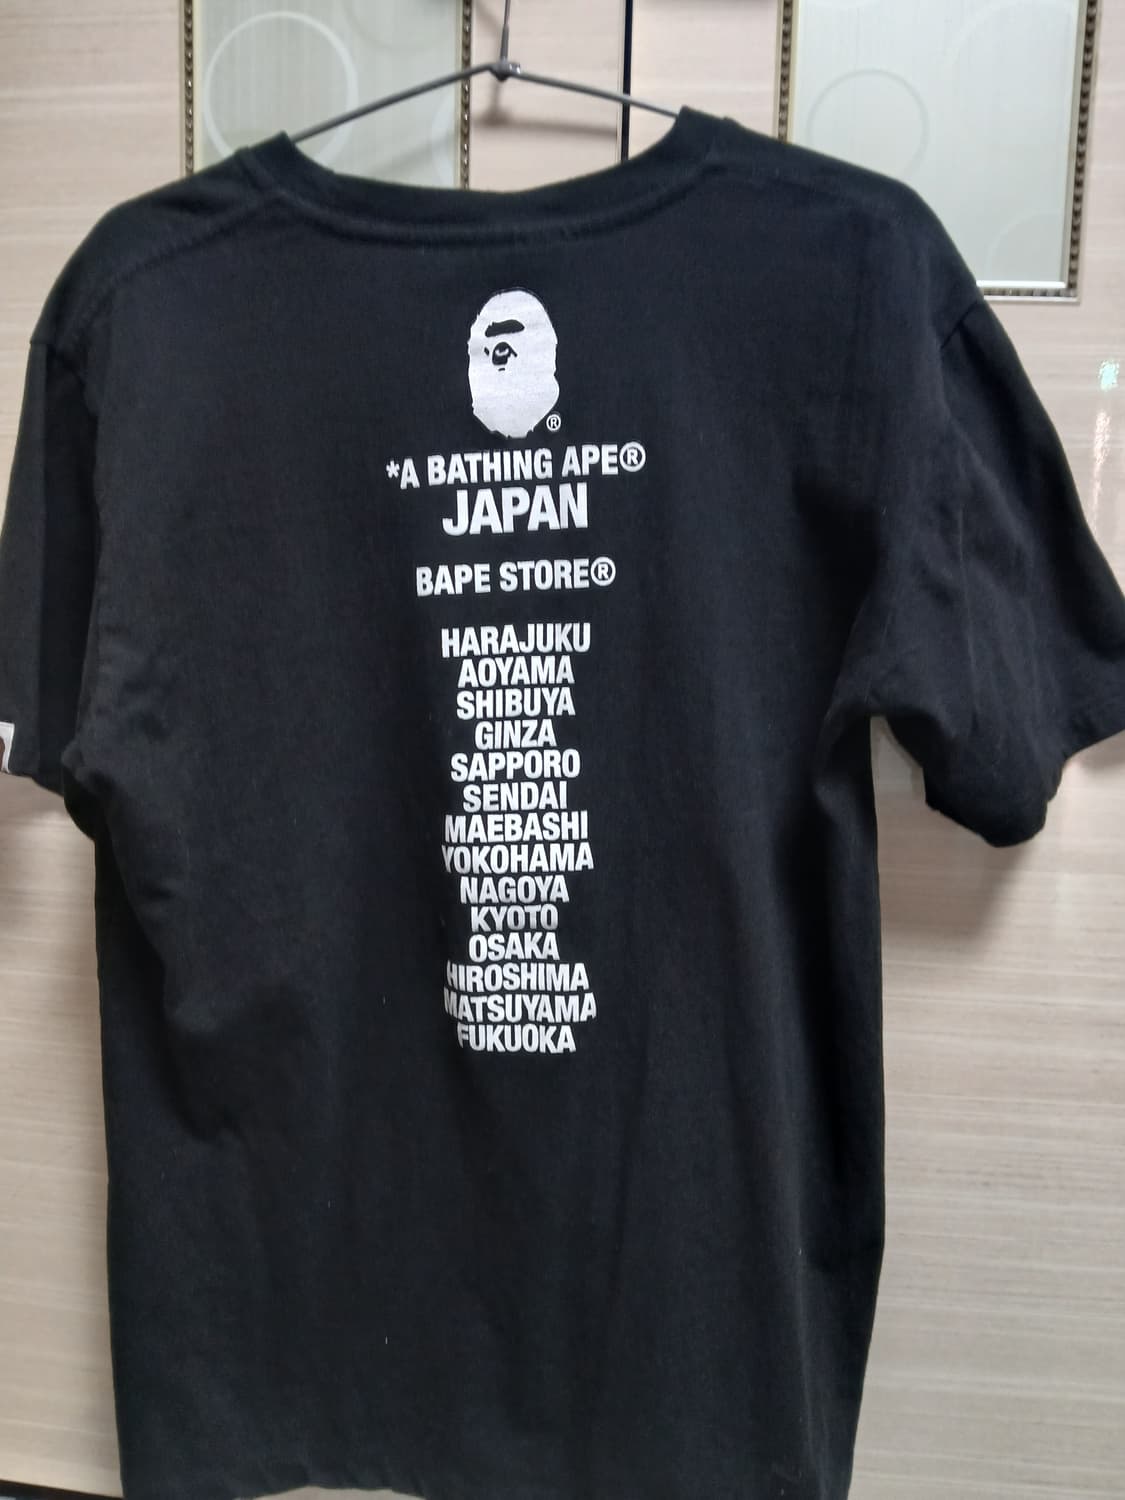 ®
*A BATHING APE®
JAPAN
BAPE STORE®
HARAJUKU
AOYAMA
SHIBUYA
GINZA
SAPPORO
SENDAI
MAEBASHI
YOKOHAMA
NAGOYA
KYOTO
OSAKA
HIROSHIMA
MATSUYAMA
FUKUOKA